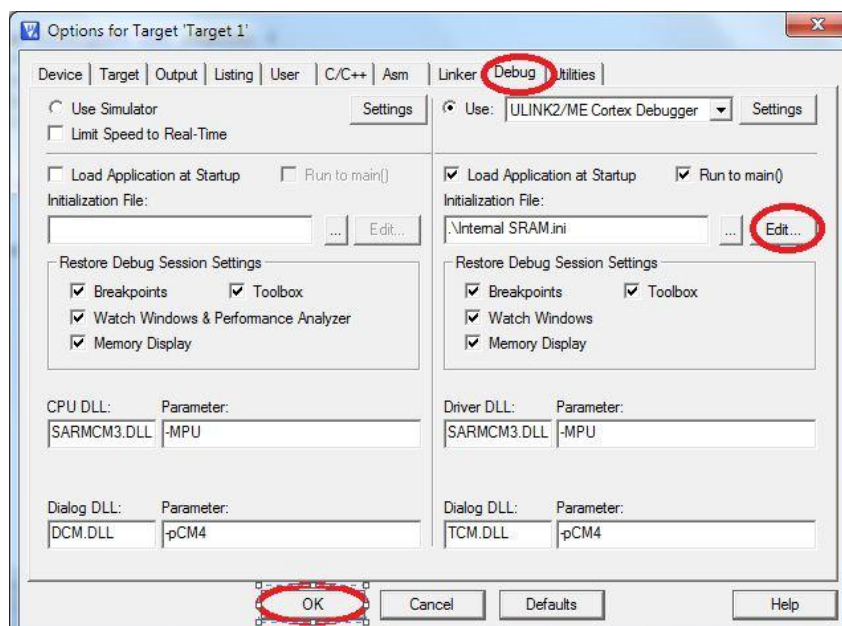 Options for Target 'Target 1'
Device Target Output Listing User C/C++ Asm Linker Debug Utilities
Use Simulator Settings
Limit Speed to Real-Time
Use: ULINK2/ME Cortex Debugger Settings
Load Application at Startup Run to main()
Initialization File:
... Edit...
Load Application at Startup Run to main()
Initialization File:
.\Internal SRAM.ini ... Edit...
Restore Debug Session Settings
Breakpoints Toolbox
Watch Windows & Performance Analyzer
Memory Display
Restore Debug Session Settings
Breakpoints Toolbox
Watch Windows
Memory Display
CPU DLL: Parameter:
SARMCM3.DLL -MPU
Driver DLL: Parameter:
SARMCM3.DLL -MPU
Dialog DLL: Parameter:
DCM.DLL -pCM4
Dialog DLL: Parameter:
TCM.DLL -pCM4
OK Cancel Defaults Help